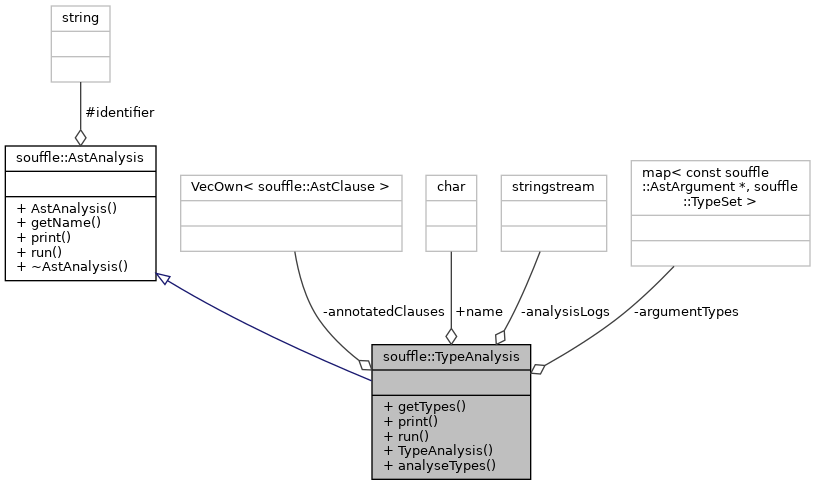 string
#identifier
souffle::AstAnalysis
+ AstAnalysis()
+ getName()
+ print()
+ run()
+ ~AstAnalysis()
VecOwn< souffle::AstClause >
char
stringstream
map< const souffle
::AstArgument *, souffle
::TypeSet >
-annotatedClauses
+name
-analysisLogs
-argumentTypes
souffle::TypeAnalysis
+ getTypes()
+ print()
+ run()
+ TypeAnalysis()
+ analyseTypes()